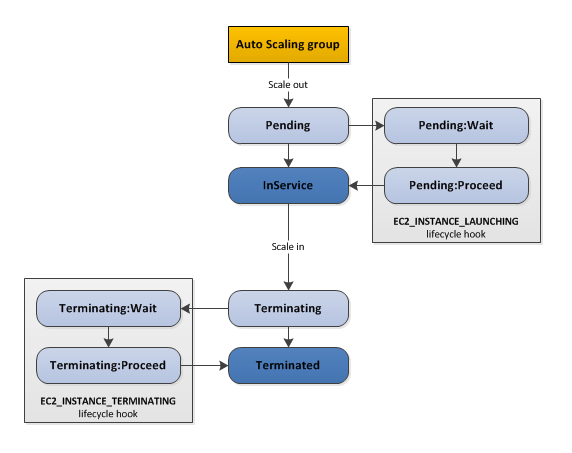 Auto Scaling group
Scale out
Pending
Pending:Wait
InService
Pending:Proceed
EC2_INSTANCE_LAUNCHING
lifecycle hook
Scale in
Terminating:Wait
Terminating
Terminating:Proceed
Terminated
EC2_INSTANCE_TERMINATING
lifecycle hook